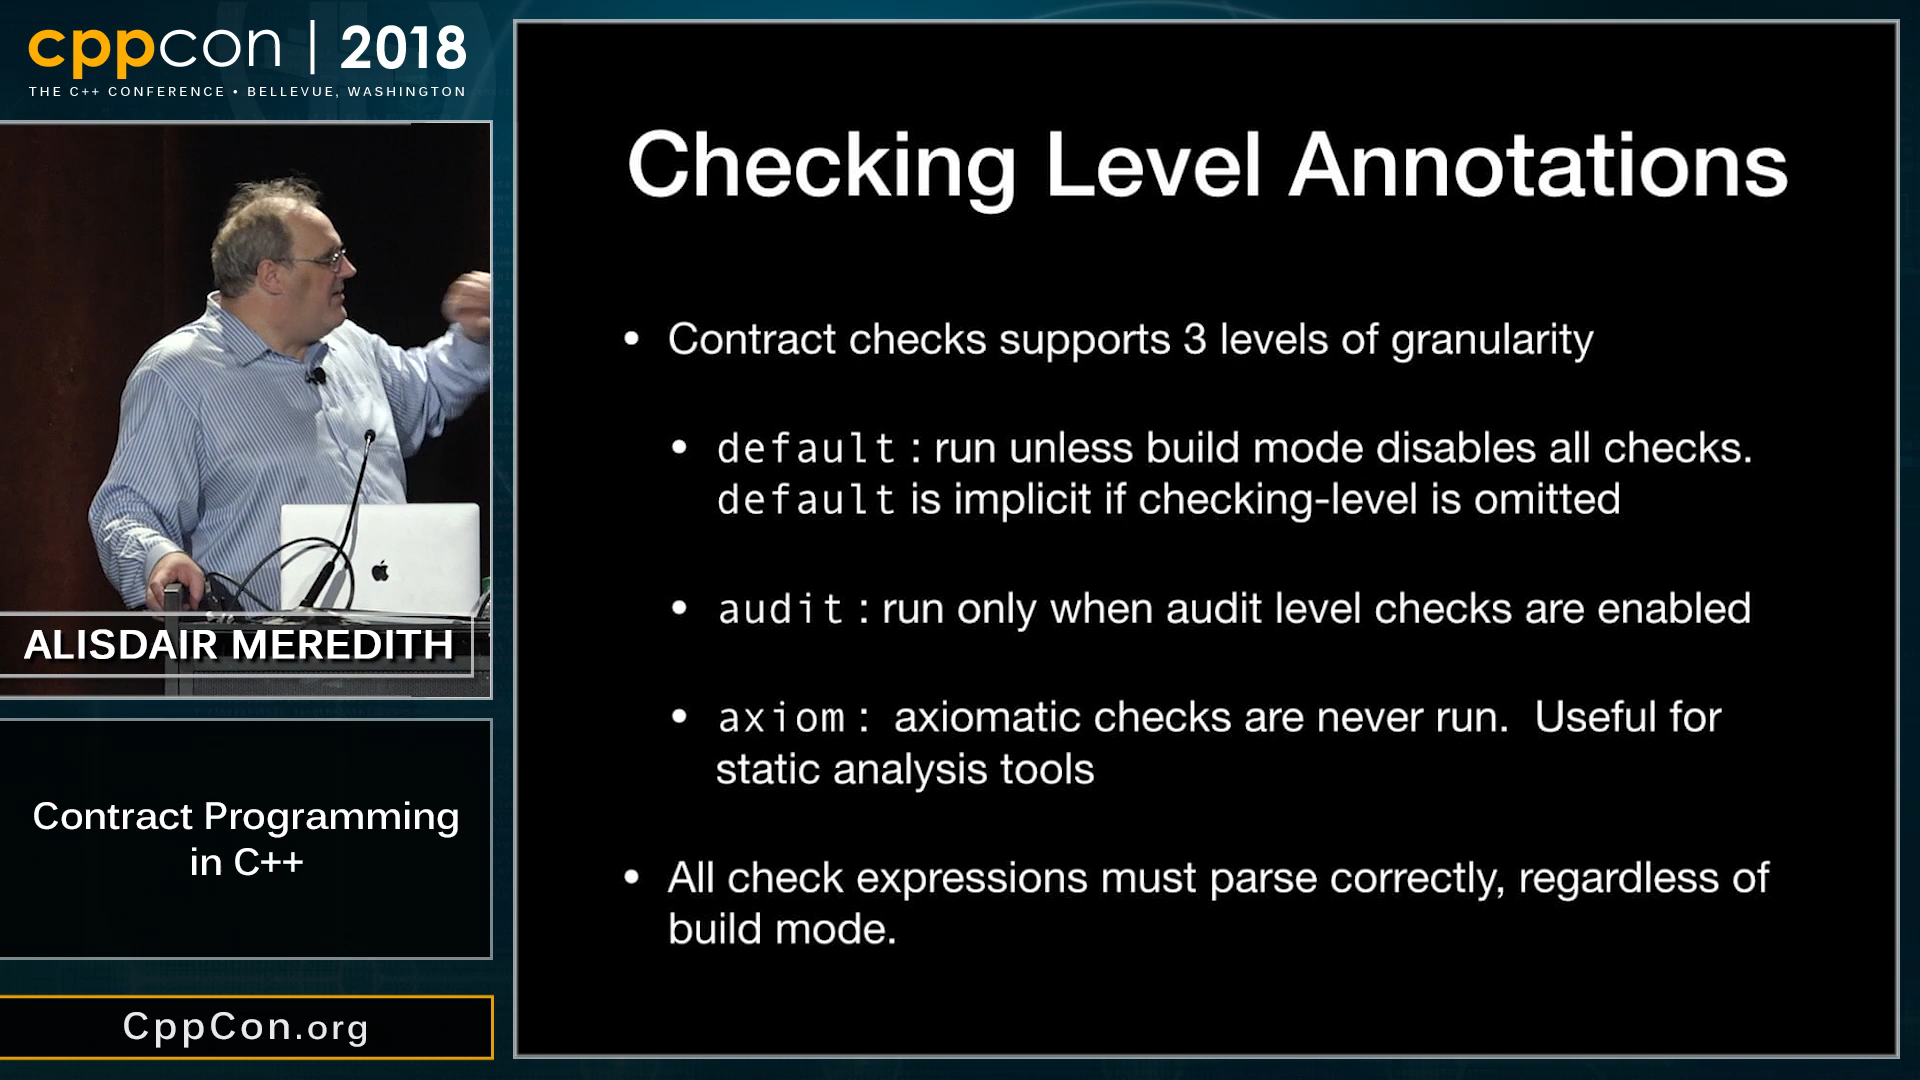 cppcon | 2018
THE C++ CONFERENCE • BELLEVUE, WASHINGTON
ALISDAIR MEREDITH
Contract Programming
in C++
CppCon.org
Checking Level Annotations
• Contract checks supports 3 levels of granularity
• default : run unless build mode disables all checks.
default is implicit if checking-level is omitted
• audit : run only when audit level checks are enabled
• axiom : axiomatic checks are never run. Useful for
static analysis tools
• All check expressions must parse correctly, regardless of
build mode.